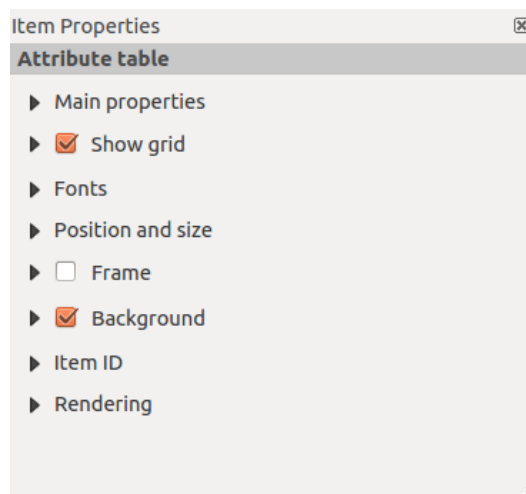 Item Properties
Attribute table
Main properties
Show grid
Fonts
Position and size
Frame
Background
Item ID
Rendering